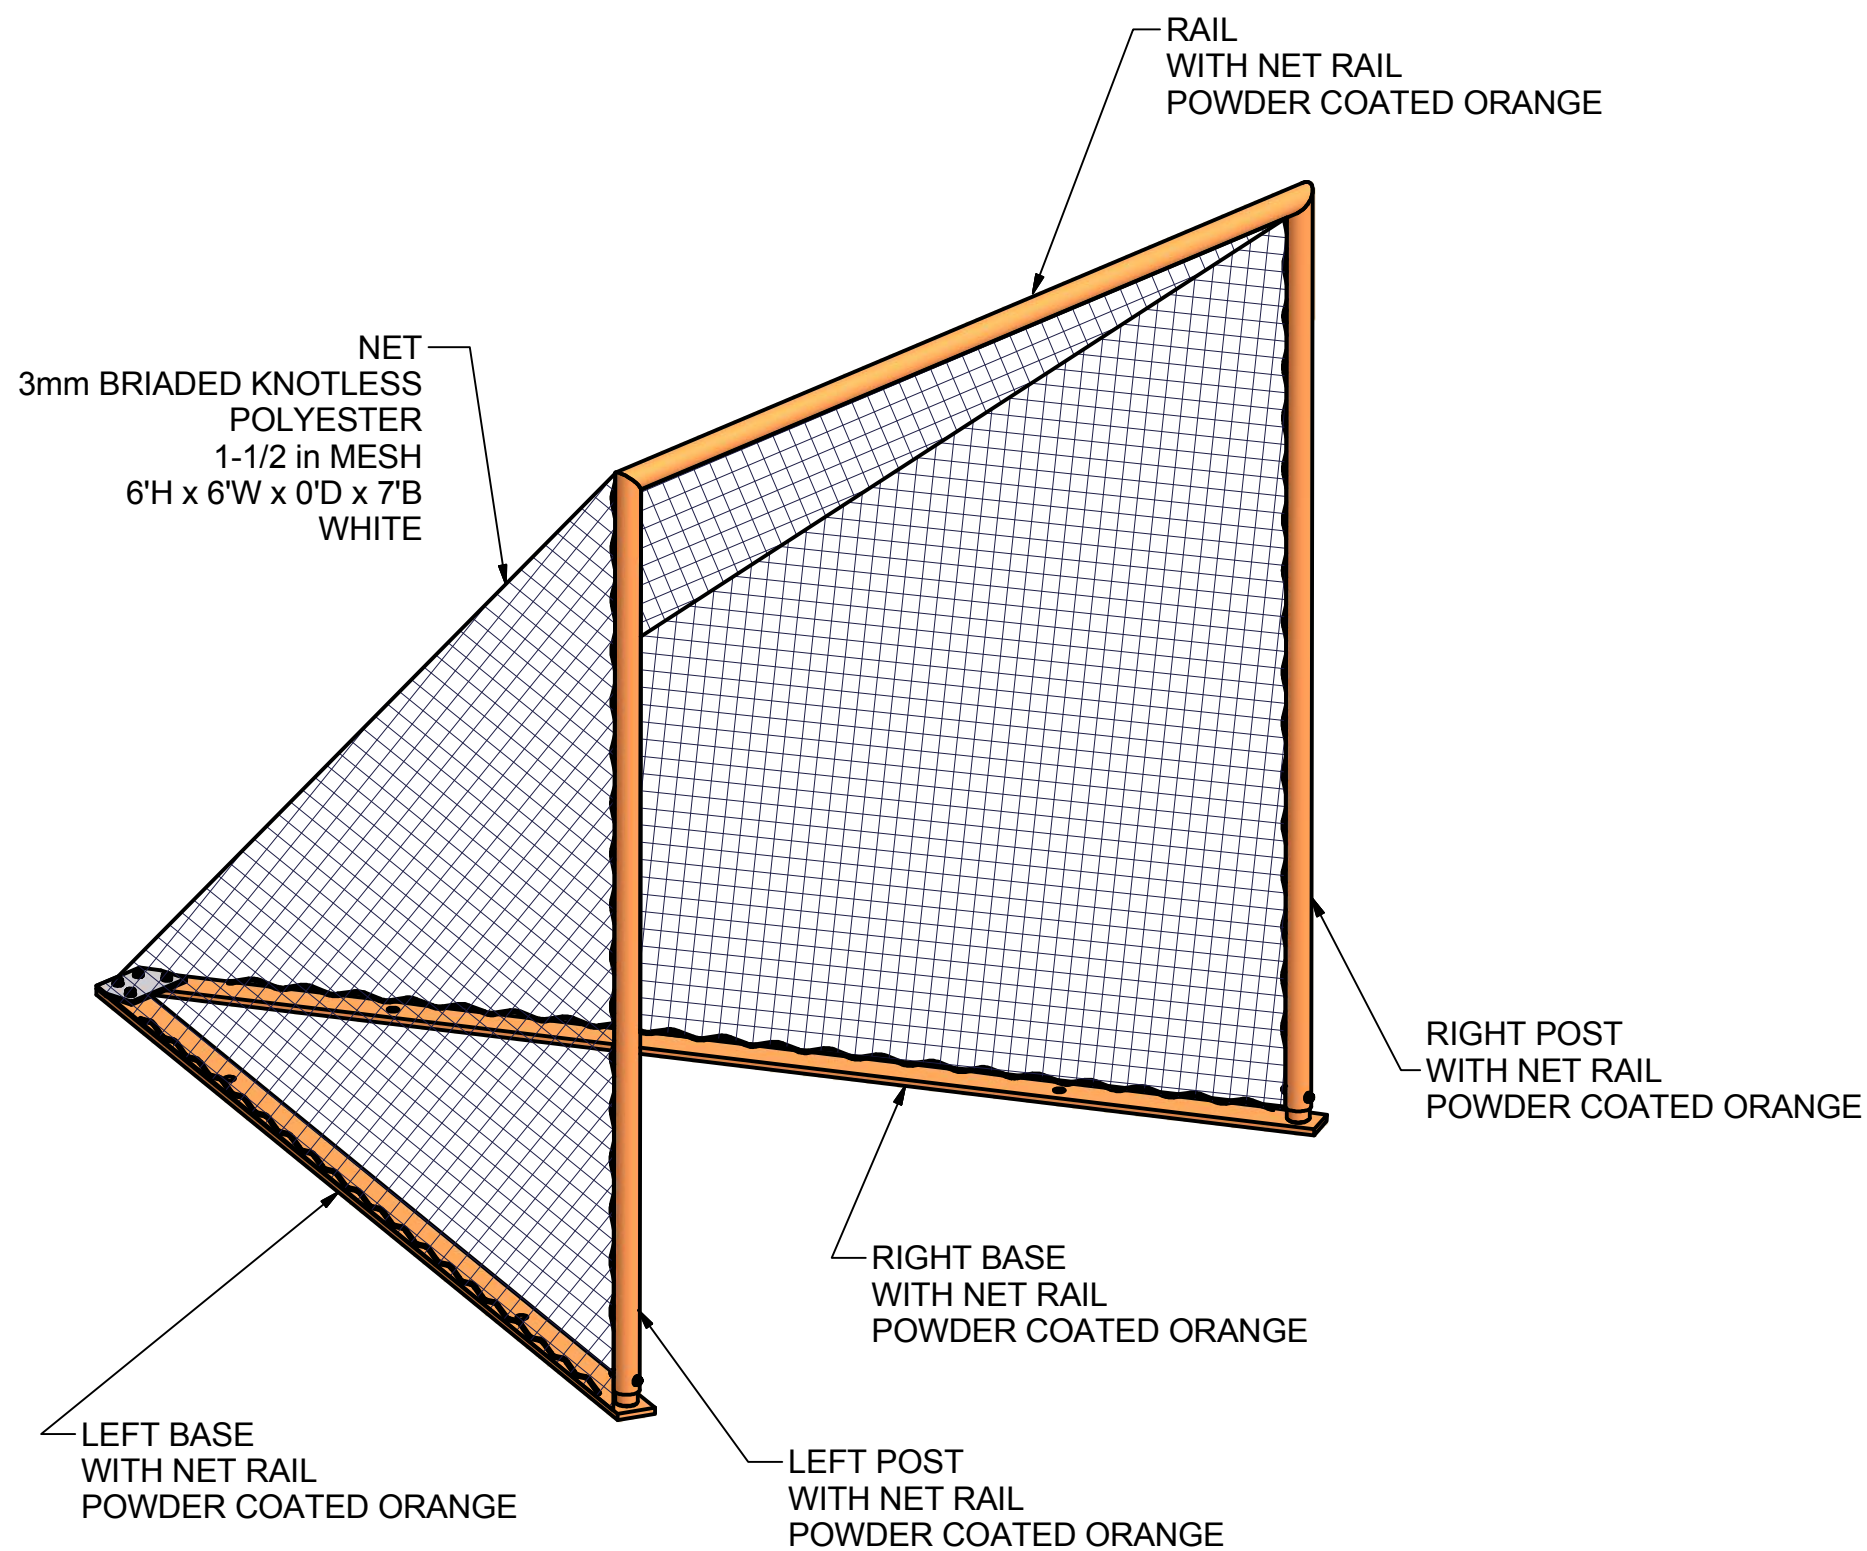 RAIL
WITH NET RAIL
POWDER COATED ORANGE
NET
3mm BRIADED KNOTLESS
POLYESTER
1-1/2 in MESH
6'H x 6'W x 0'D x 7'B
WHITE
RIGHT POST
WITH NET RAIL
POWDER COATED ORANGE
RIGHT BASE
WITH NET RAIL
POWDER COATED ORANGE
LEFT BASE
WITH NET RAIL
POWDER COATED ORANGE
LEFT POST
WITH NET RAIL
POWDER COATED ORANGE